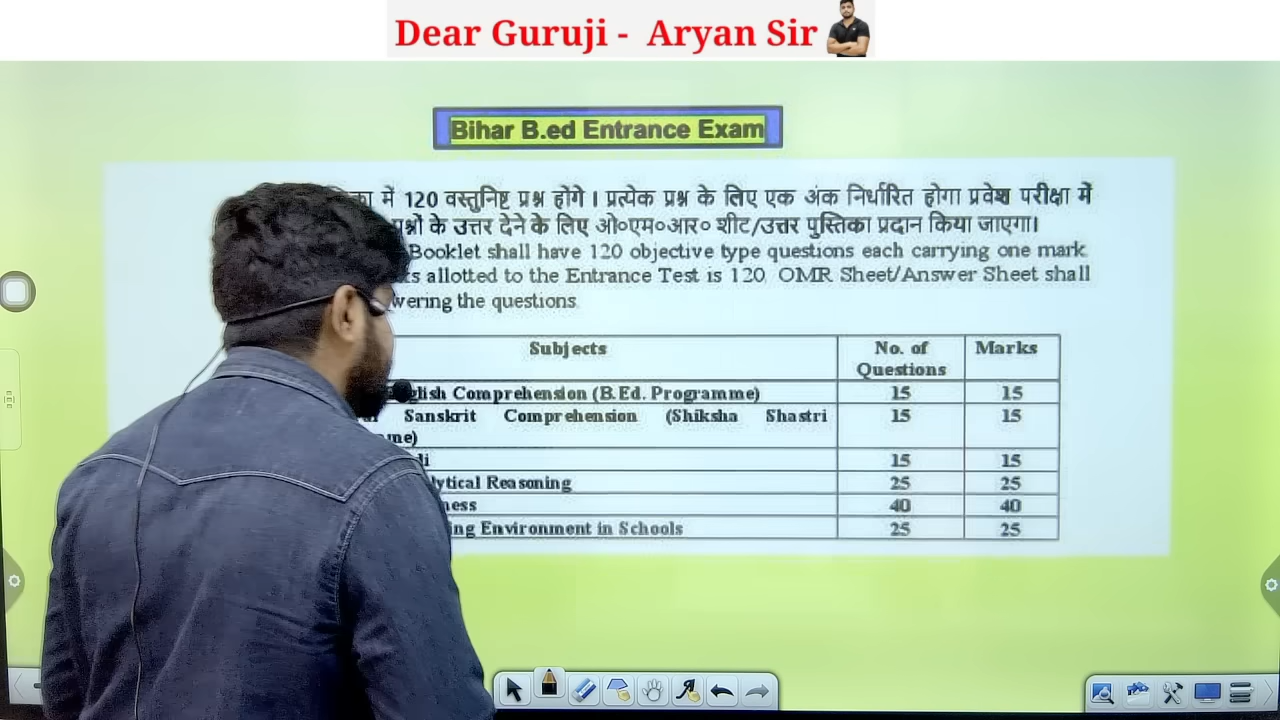 Dear Guruji - Aryan Sir
Bihar B.ed Entrance Exam
में 120 वस्तुनिष्ट प्रश्न होंगे । प्रत्येक प्रश्न के लिए एक अंक निर्धारित होगा प्रवेश परीक्षा में
के उत्तर देने के लिए ओ०एम०आर० शीट/उत्तर पुस्तिका प्रदान किया जाएगा।
Booklet shall have 120 objective type questions each carrying one mark.
allotted to the Entrance Test is 120. OMR Sheet/Answer Sheet shall
the questions.
Subjects No. of Questions Marks
Comprehension (B.Ed. Programme) 15 15
Sanskrit Comprehension (Shiksha Shastri 15 15
15 15
Reasoning 25 25
40 40
Environment in Schools 25 25